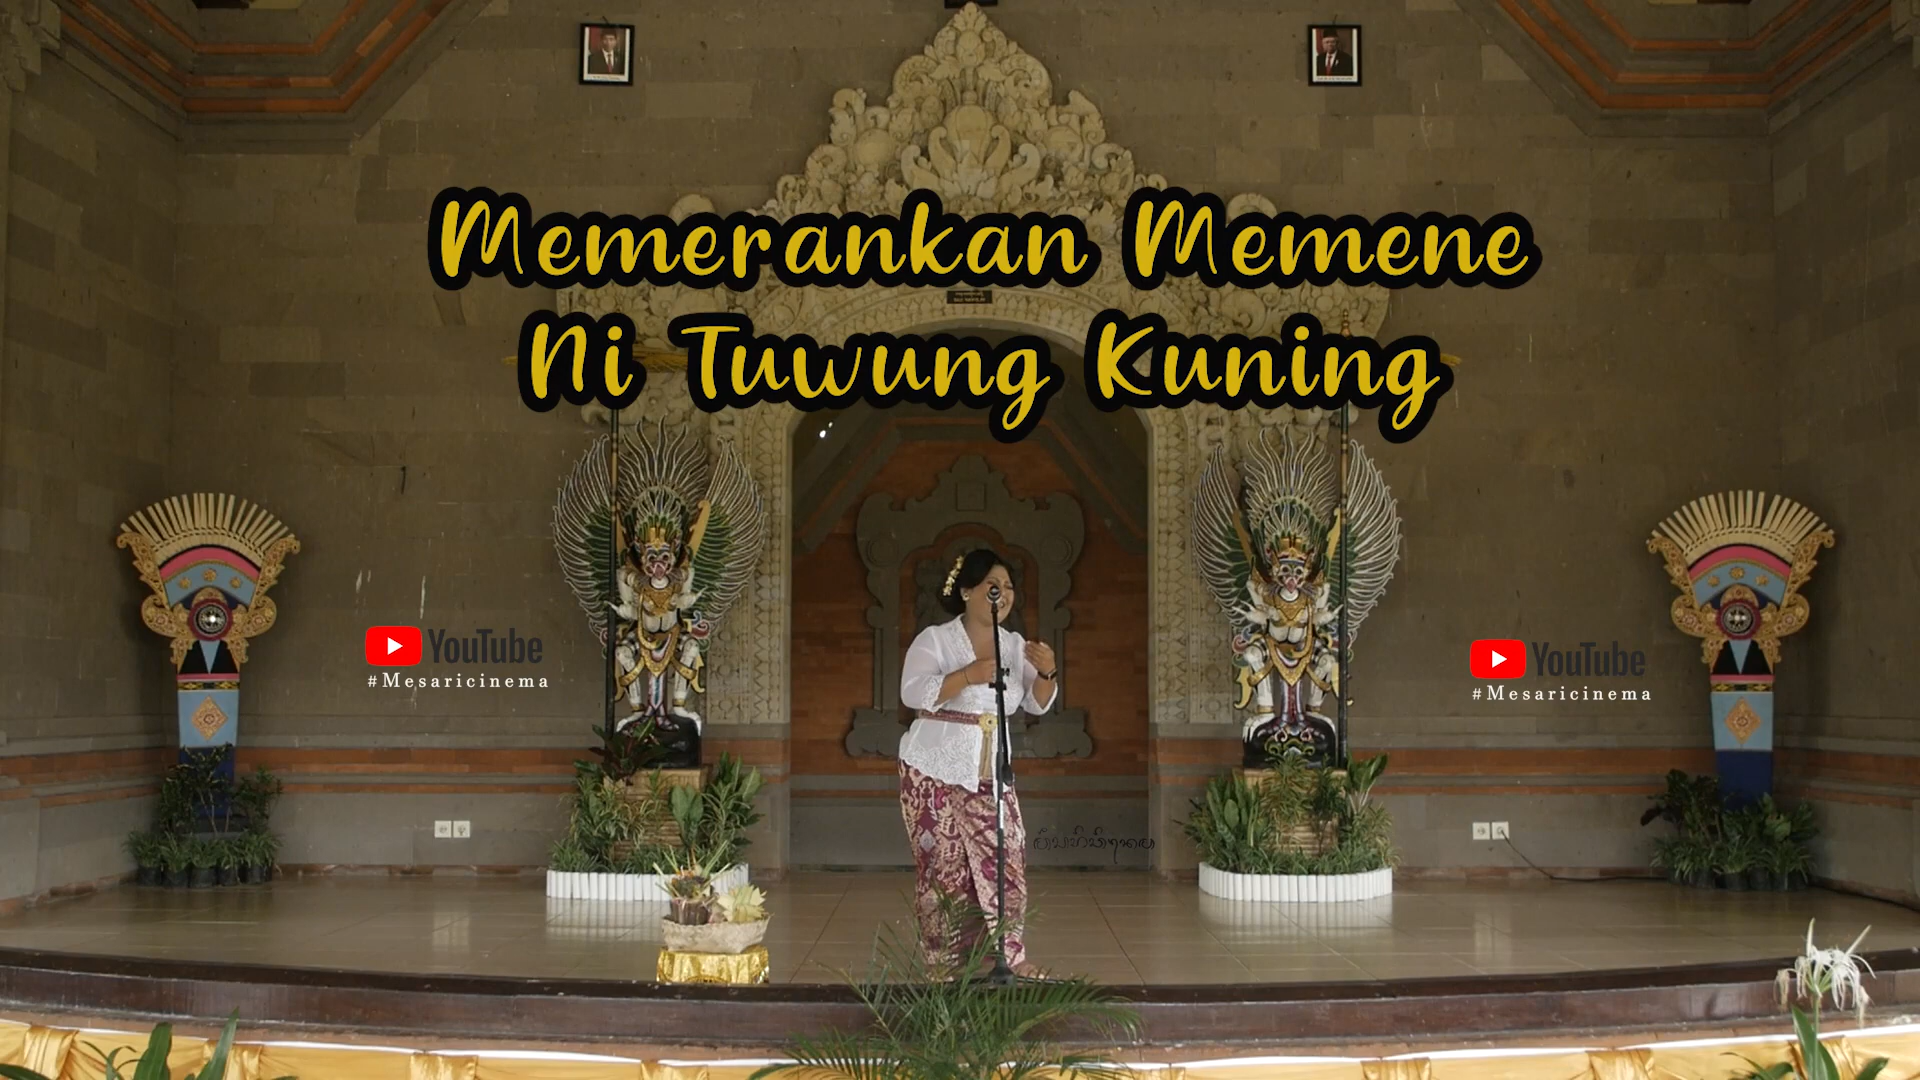 Memerankan Memene
Ni Tuwung Kuning
YouTube
#Mesaricinema
YouTube
#Mesaricinema